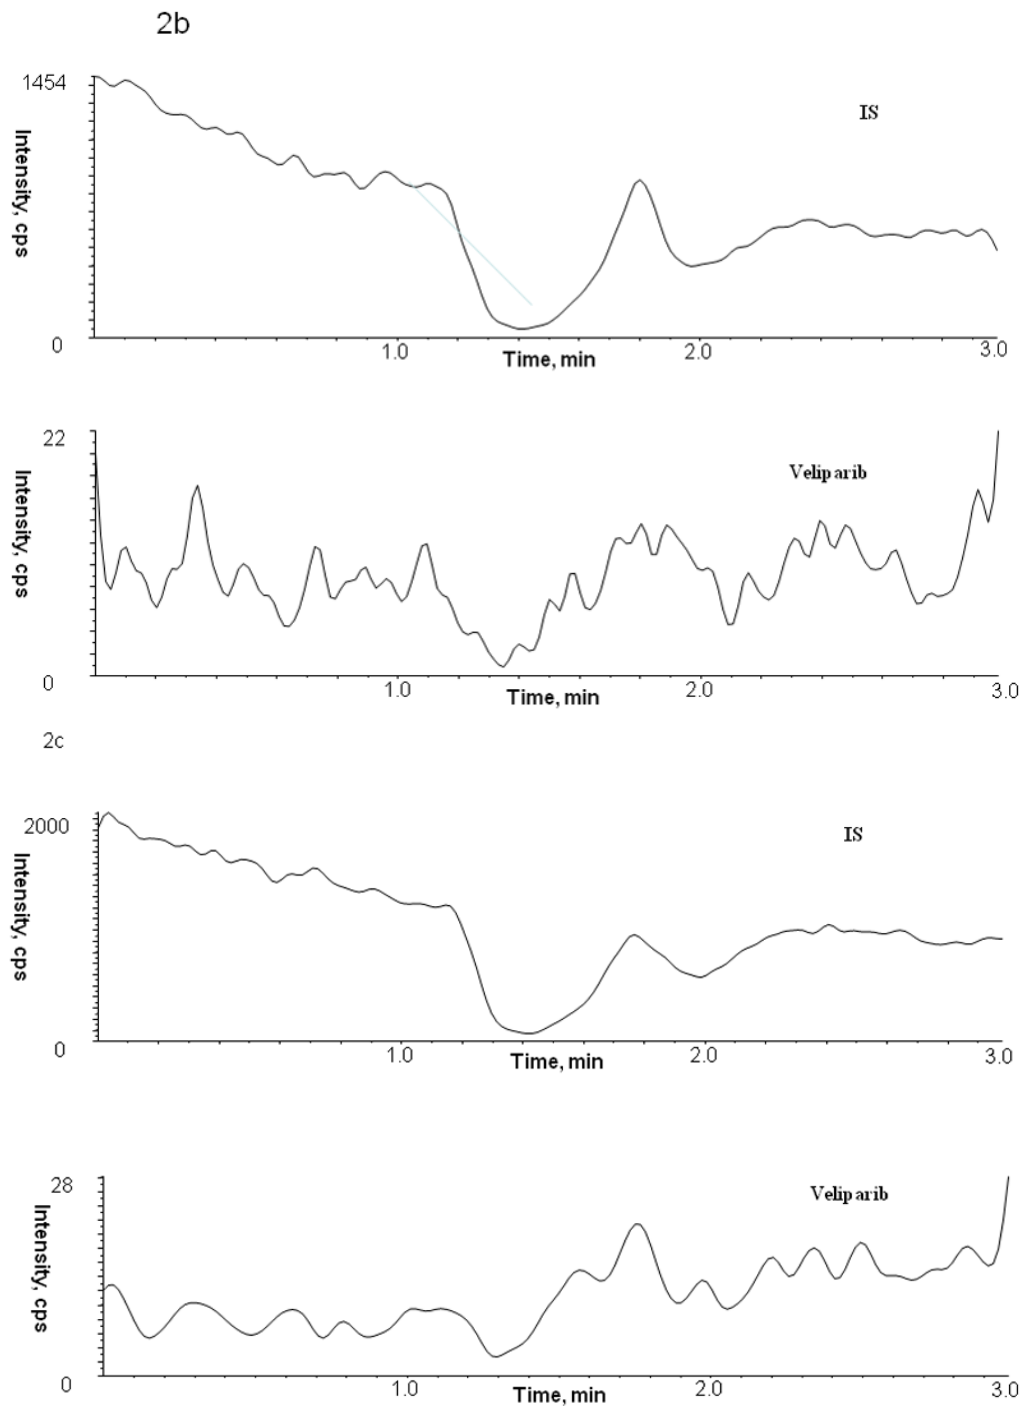 2b
1454
Intensity, cps
IS
0
1.0
2.0
3.0
Time, min
22
Intensity, cps
Veliparib
0
1.0
2.0
3.0
Time, min
2c
2000
Intensity, cps
IS
0
1.0
2.0
3.0
Time, min
28
Intensity, cps
Veliparib
0
1.0
2.0
3.0
Time, min